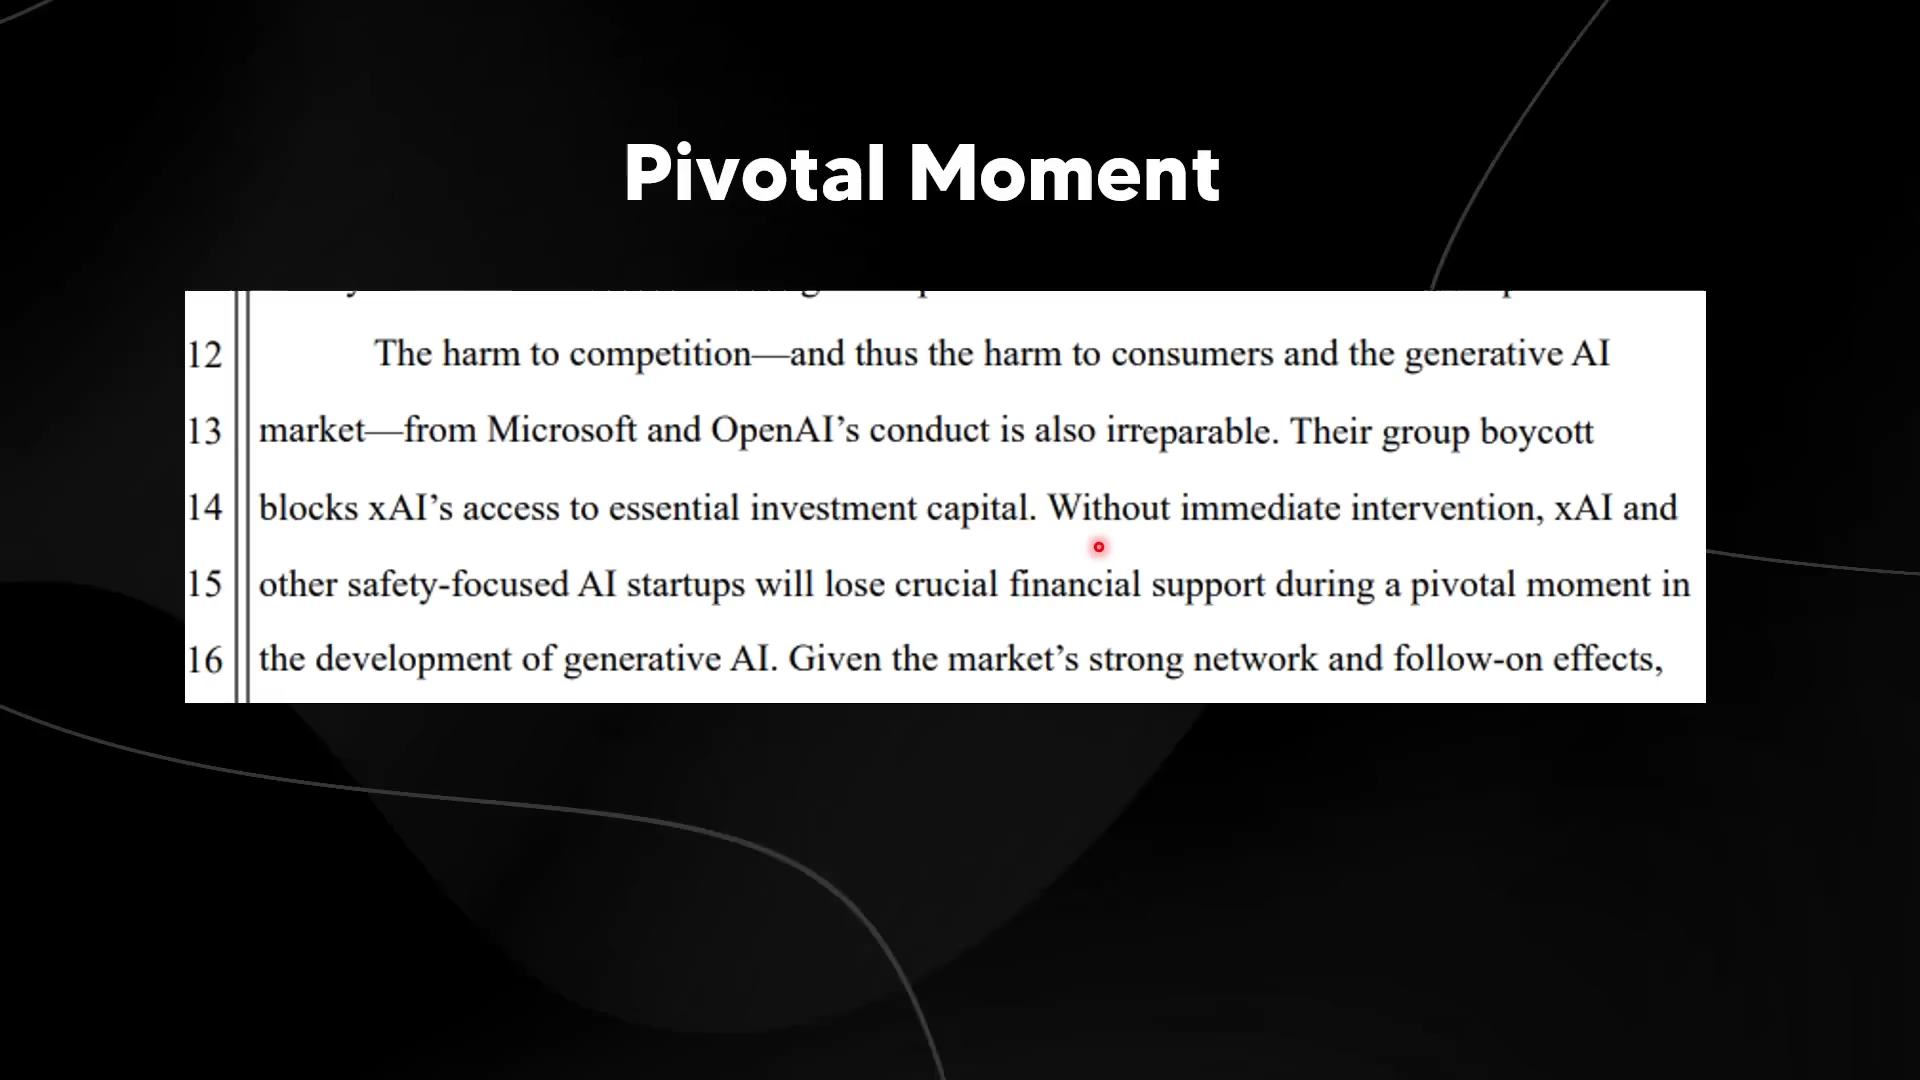 Pivotal Moment
12 The harm to competition—and thus the harm to consumers and the generative AI
13 market—from Microsoft and OpenAI’s conduct is also irreparable. Their group boycott
14 blocks xAI’s access to essential investment capital. Without immediate intervention, xAI and
15 other safety-focused AI startups will lose crucial financial support during a pivotal moment in
16 the development of generative AI. Given the market’s strong network and follow-on effects,